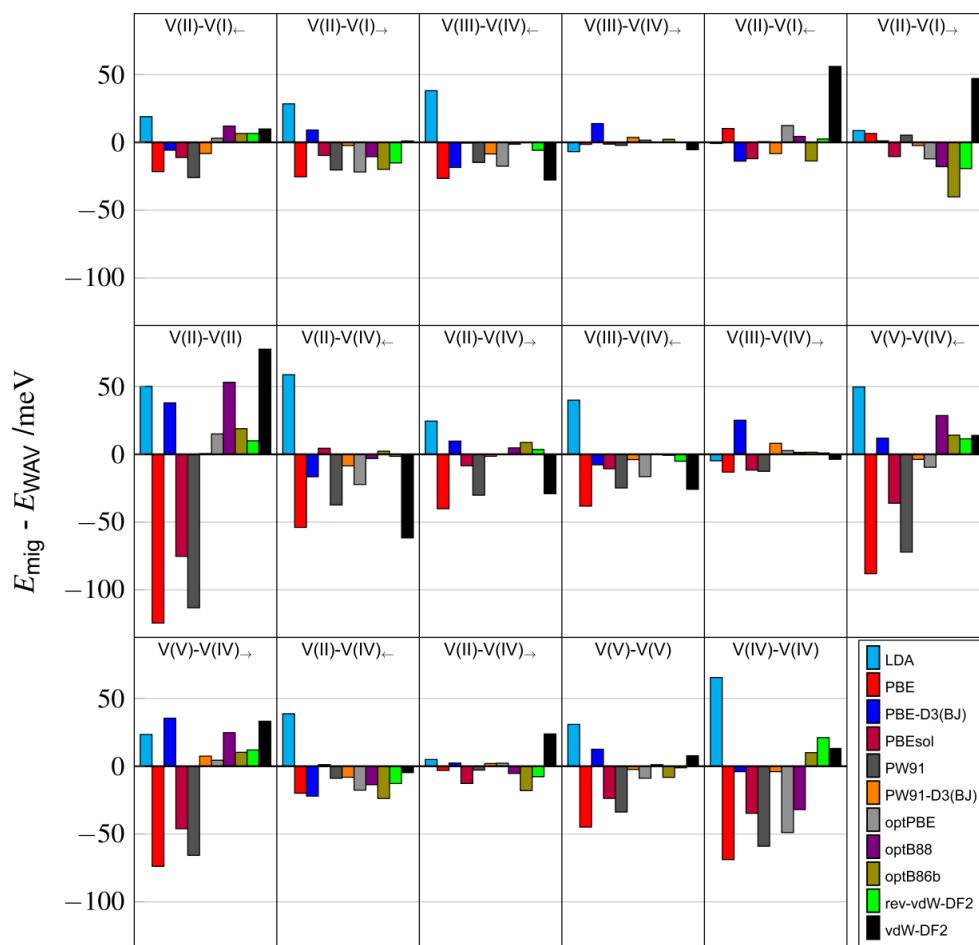 V(II)-V(I)← V(II)-V(I)→ V(III)-V(IV)← V(III)-V(IV)→ V(II)-V(I)← V(II)-V(I)→
50
0
−50
−100
V(II)-V(II) V(II)-V(IV)← V(II)-V(IV)→ V(III)-V(IV)← V(III)-V(IV)→ V(V)-V(IV)←
50
0
−50
−100
E_mig - E_WAV /meV
V(V)-V(IV)→ V(II)-V(IV)← V(II)-V(IV)→ V(V)-V(V) V(IV)-V(IV)
50
0
−50
−100
LDA
PBE
PBE-D3(BJ)
PBEsol
PW91
PW91-D3(BJ)
optPBE
optB88
optB86b
rev-vdW-DF2
vdW-DF2